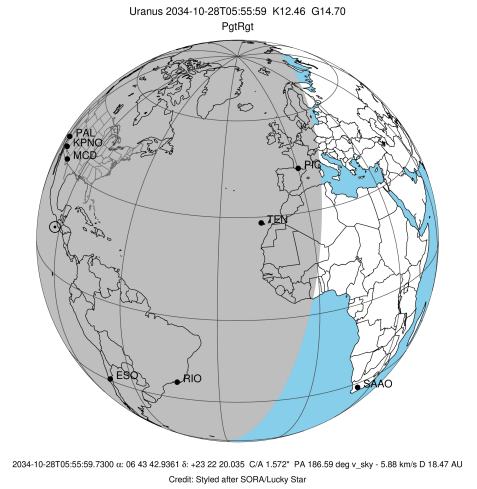 Uranus 2034-10-28T05:55:59 K12.46 G14.70
PgtRgt
PAL
KPNO
MCD
PIC
TEN
ESO
RIO
SAAO
2034-10-28T05:55:59.7300 α: 06 43 42.9361 δ: +23 22 20.035 C/A 1.572" PA 186.59 deg v_sky - 5.88 km/s D 18.47 AU
Credit: Styled after SORA/Lucky Star